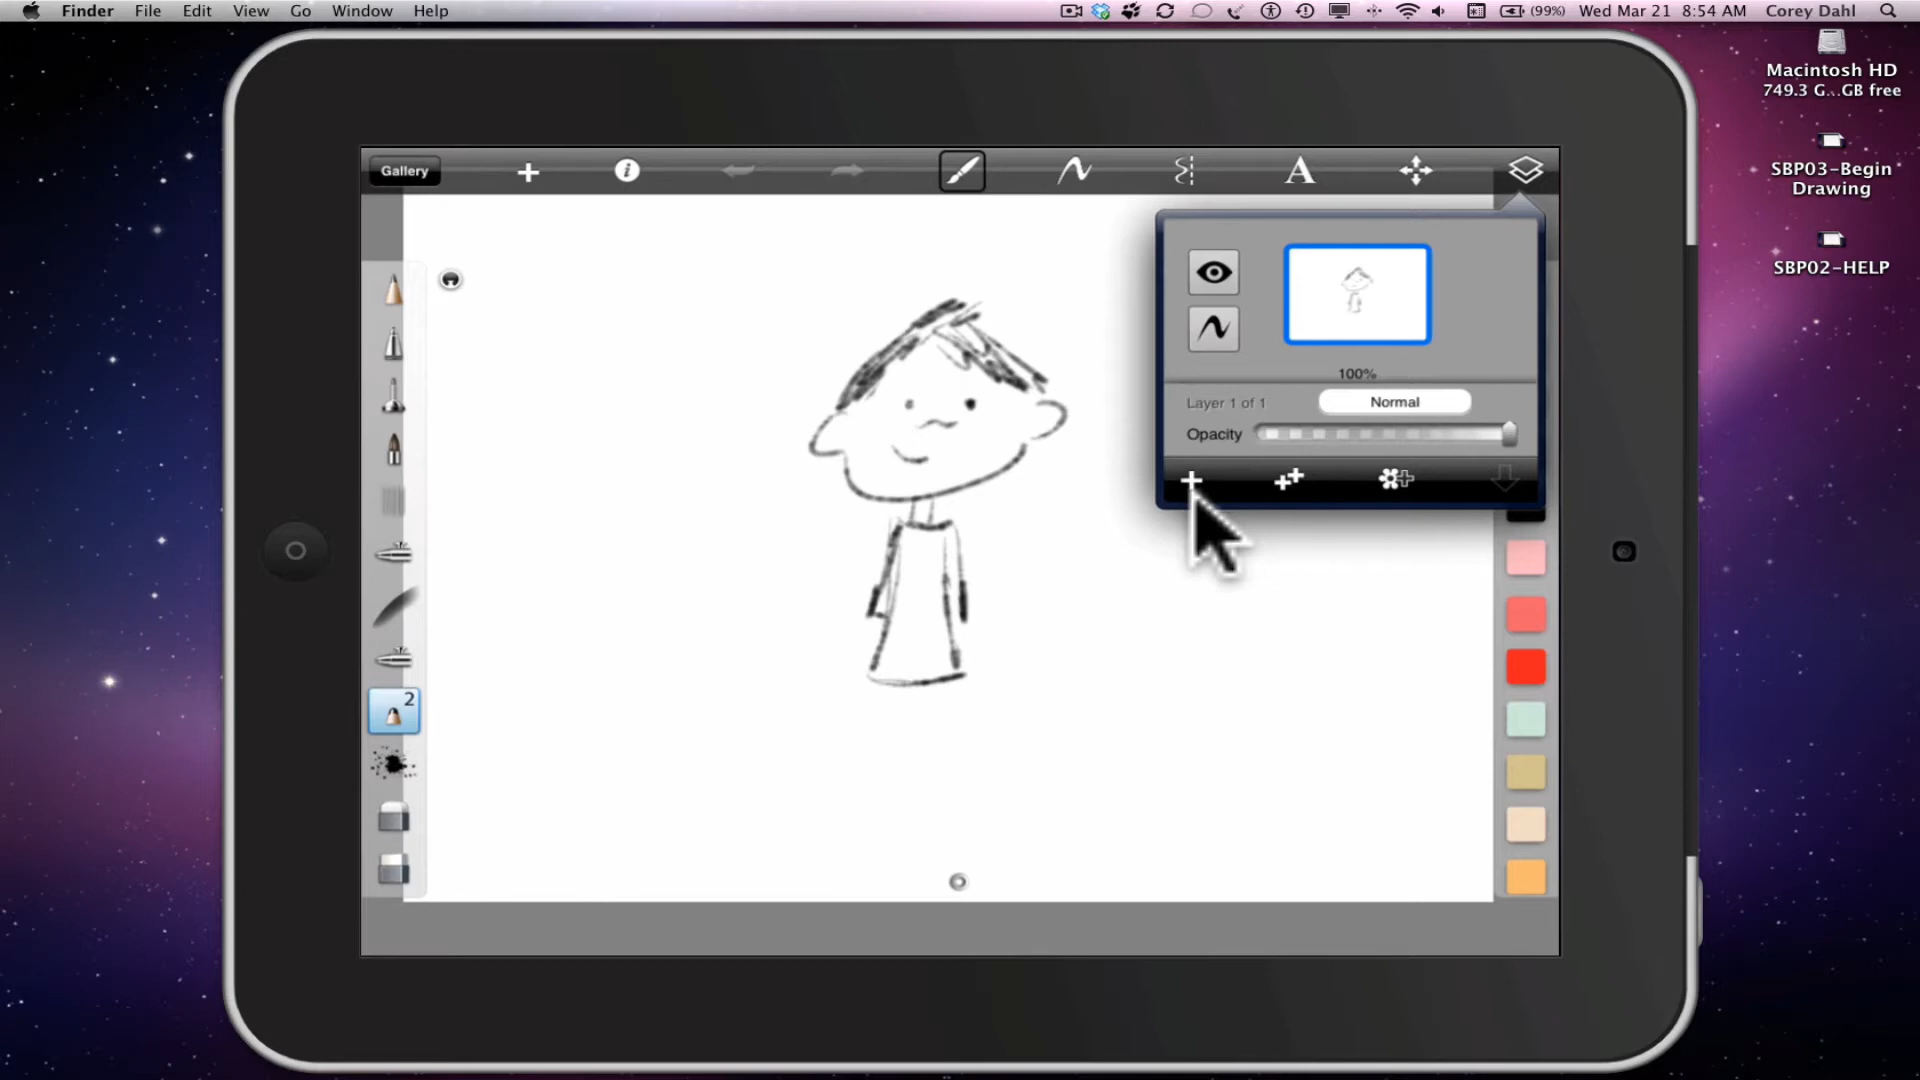 Finder File Edit View Go Window Help
(99%) Wed Mar 21 8:54 AM Corey Dahl
Macintosh HD
749.3 G...GB free
SBP03-Begin
Drawing
SBP02-HELP
Gallery
A
100%
Layer 1 of 1
Normal
Opacity
2